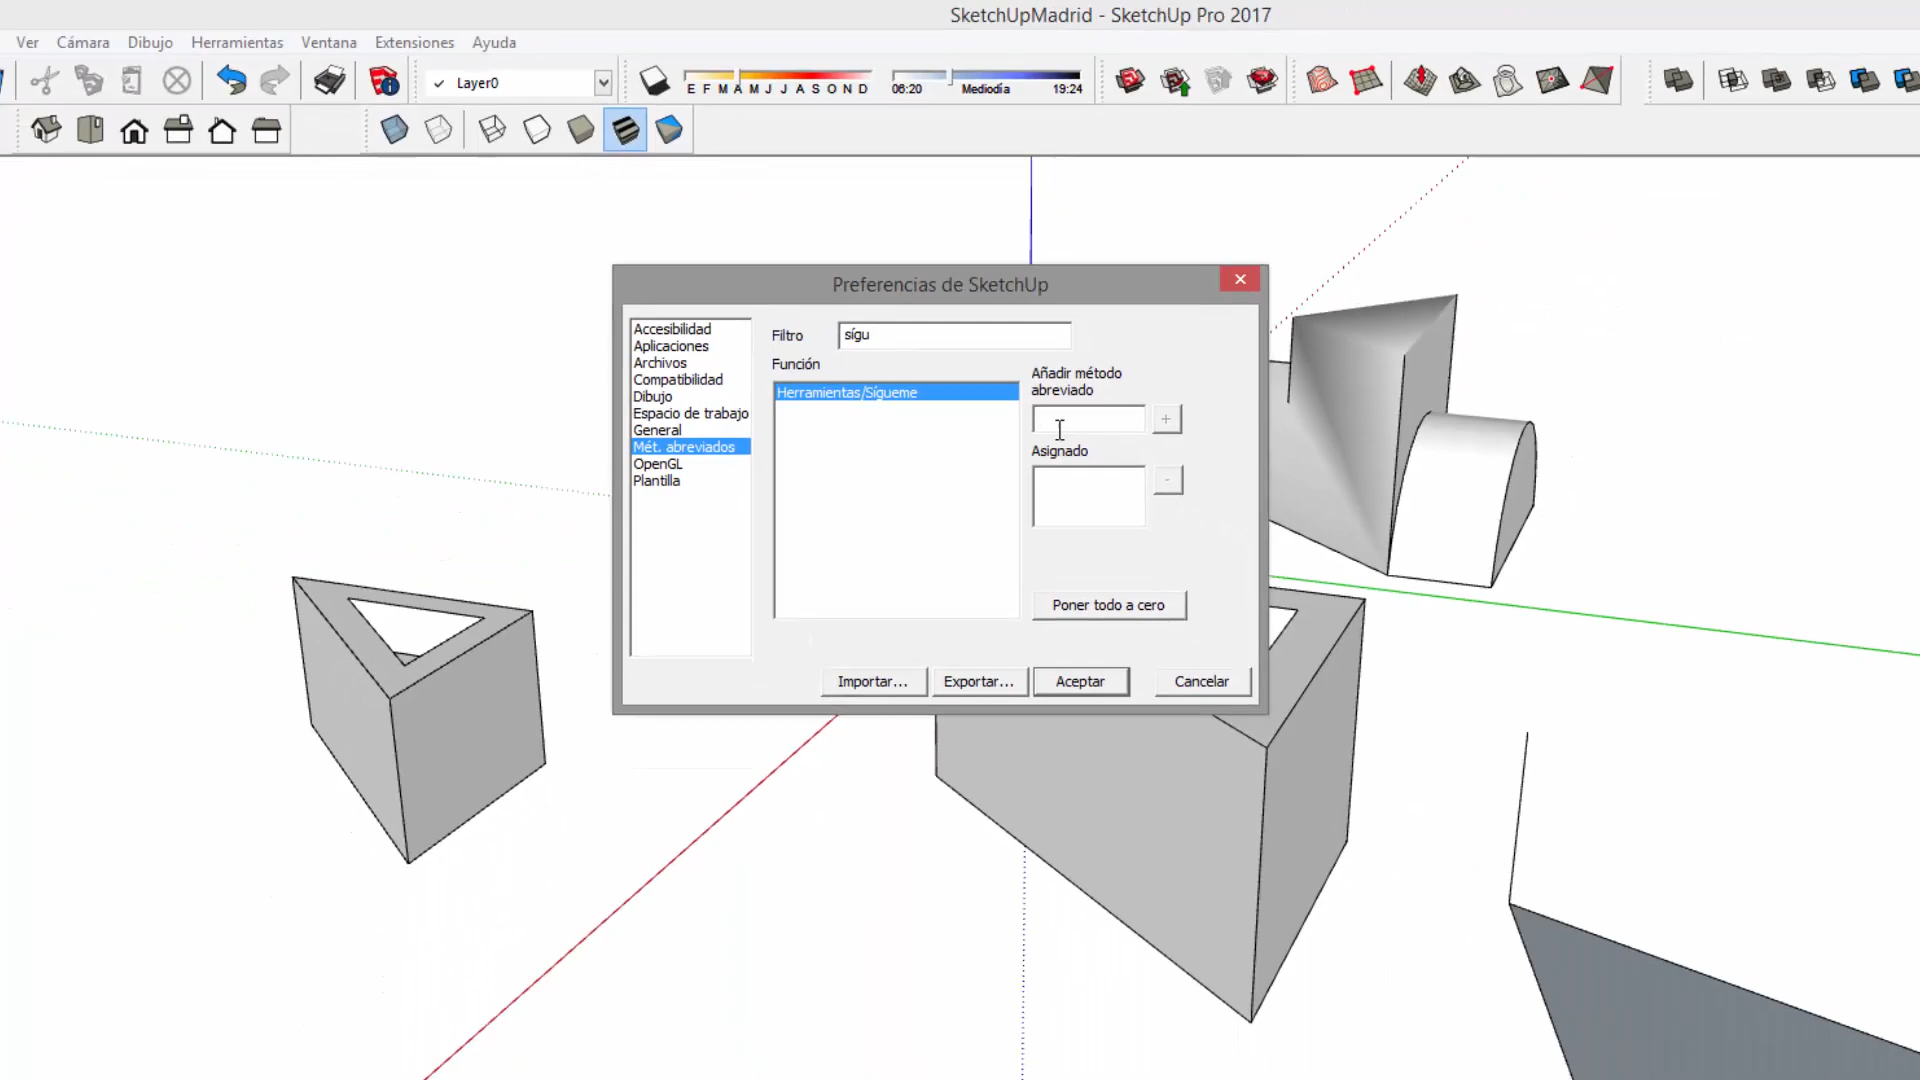 SketchUpMadrid - SketchUp Pro 2017
Ver Cámara Dibujo Herramientas Ventana Extensiones Ayuda
Layer0
E F M A M J J A S O N D
06:20 Mediodía 19:24
Preferencias de SketchUp
Accesibilidad
Aplicaciones
Archivos
Compatibilidad
Dibujo
Espacio de trabajo
General
Mét. abreviados
OpenGL
Plantilla
Filtro sígu
Función
Herramientas/Sígueme
Añadir método
abreviado
+
Asignado
-
Poner todo a cero
Importar... Exportar... Aceptar Cancelar